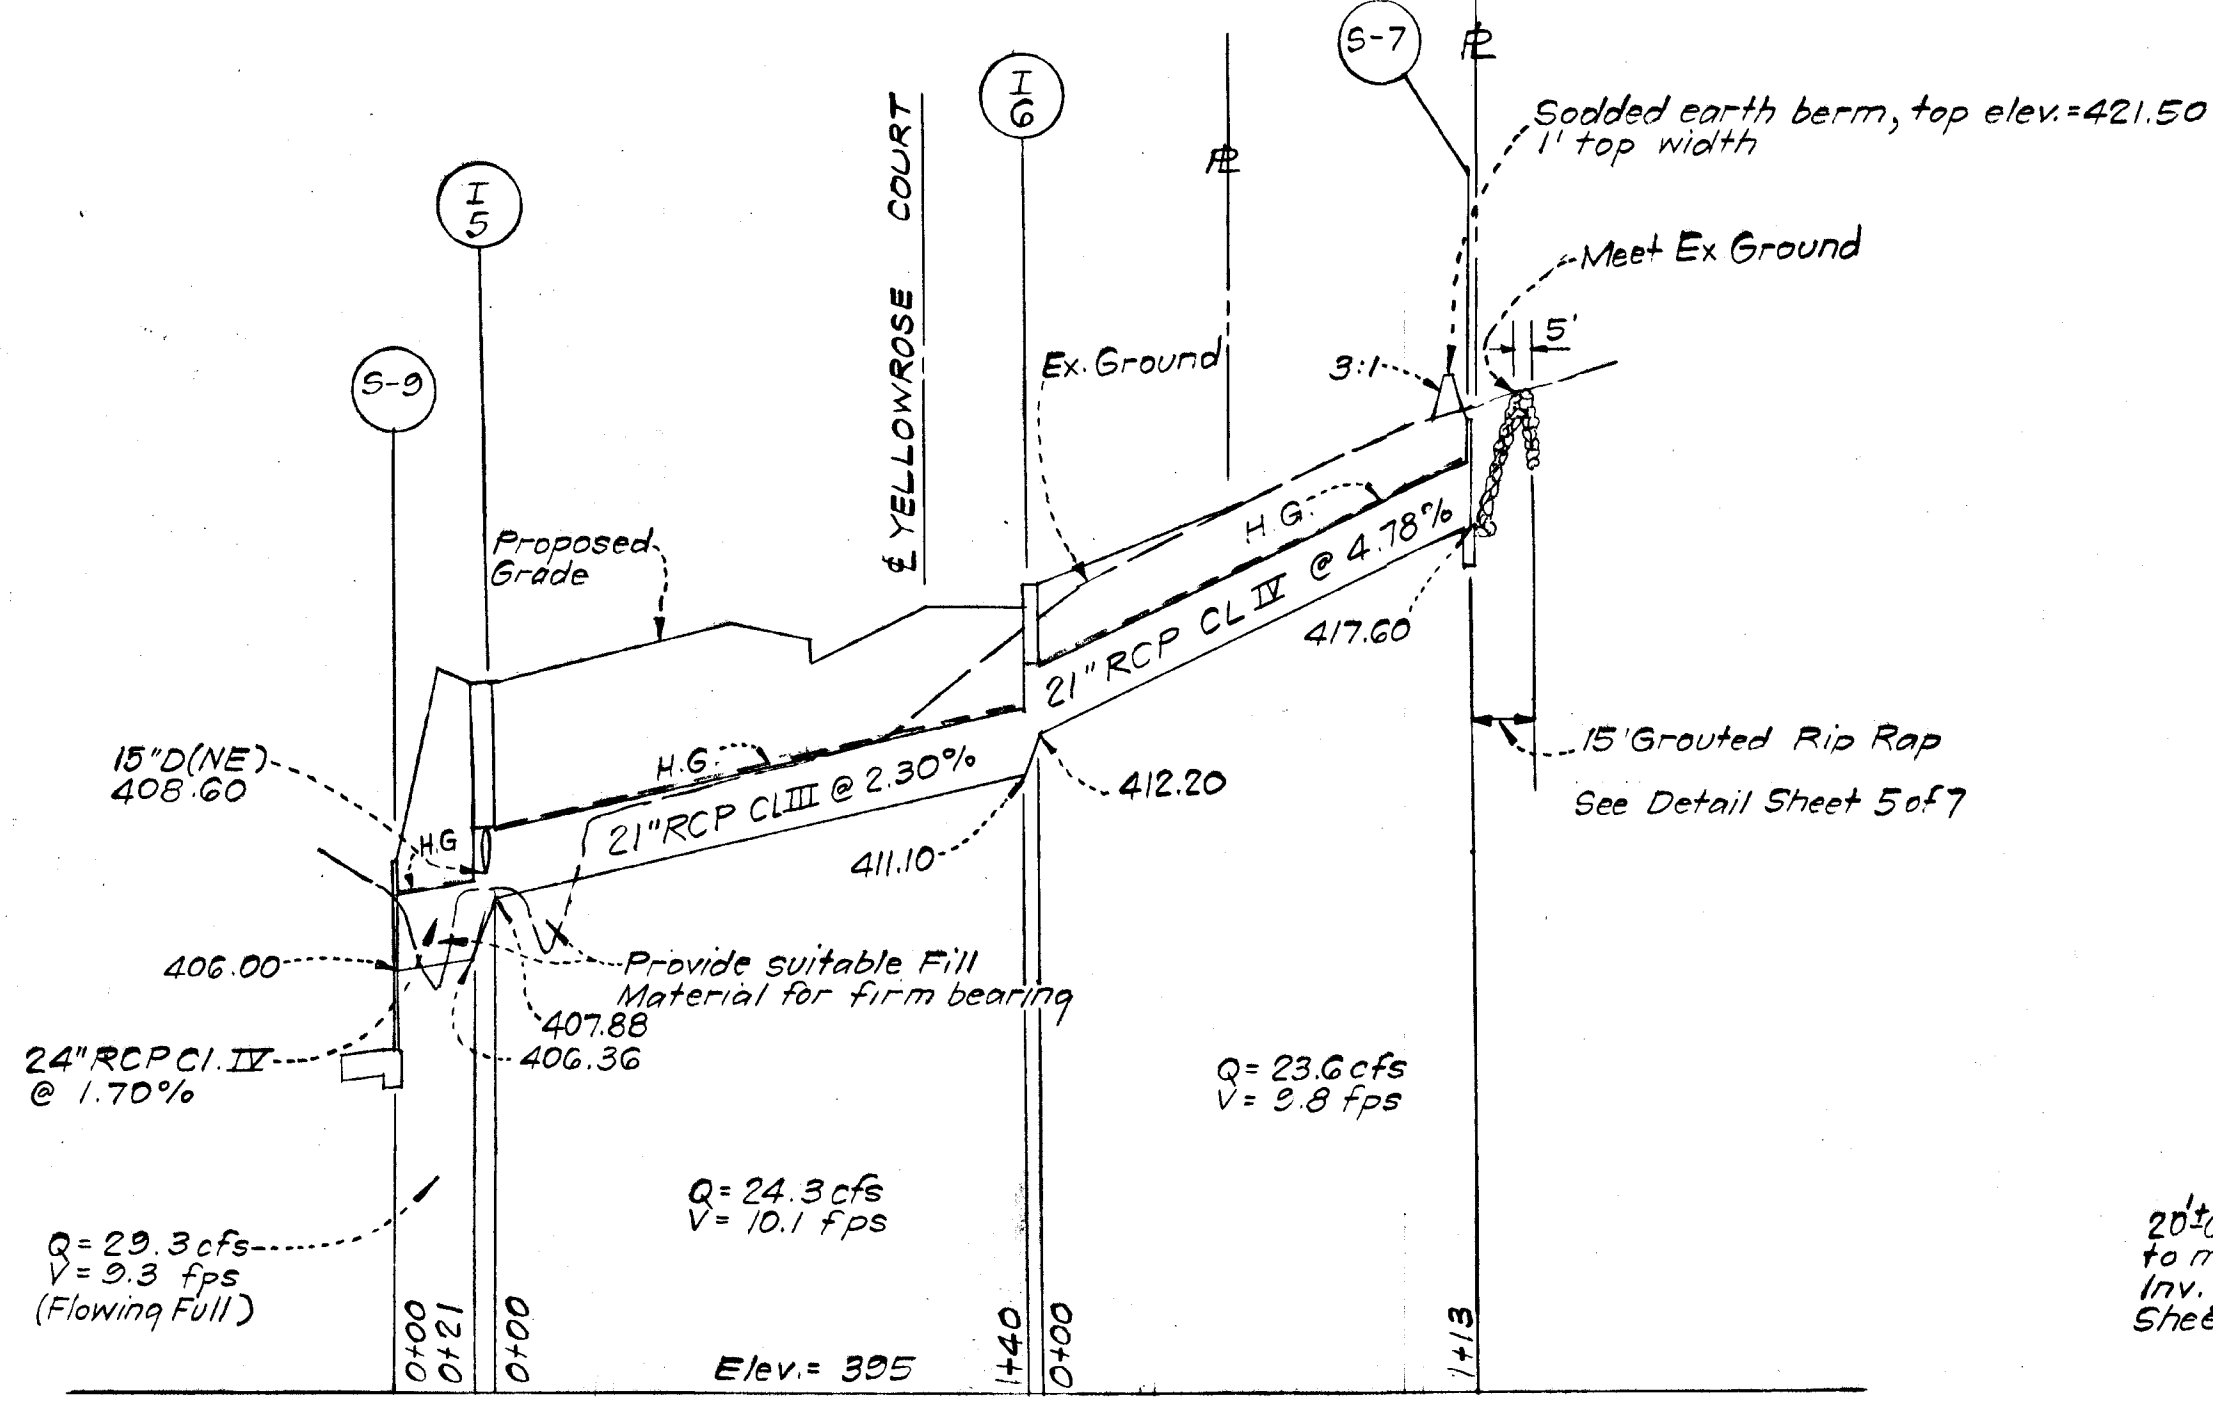 S-7
PL
I
6
Sodded earth berm, top elev.=421.50
1' top width
PL
I
5
℄ YELLOWROSE COURT
Meet Ex Ground
5'
Ex. Ground
3:1
S-9
H.G.
Proposed
Grade
21" RCP CL IV @ 4.78%
417.60
15"D(NE)
408.60
H.G.
15' Grouted Rip Rap
412.20
See Detail Sheet 5 of 7
H.G
21" RCP CL III @ 2.30%
411.10
406.00
Provide suitable Fill
Material for firm bearing
407.88
406.36
24" RCP Cl. IV
@ 1.70%
Q= 23.6 cfs
V= 9.8 fps
Q= 24.3 cfs
V= 10.1 fps
Q= 29.3 cfs
V= 9.3 fps
(Flowing Full)
20'±
to
Inv.
0+00
0+21
0+00
1+40
0+00
1+13
Elev.= 395